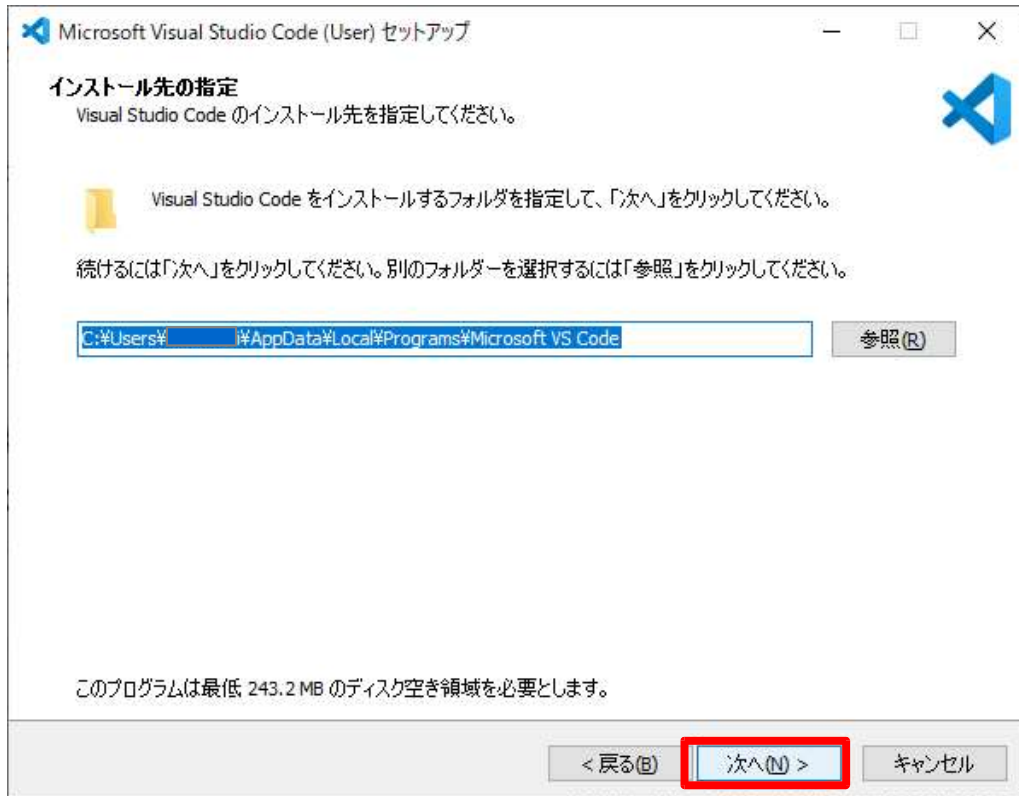 Microsoft Visual Studio Code (User) セットアップ
インストール先の指定
Visual Studio Code のインストール先を指定してください。
Visual Studio Code をインストールするフォルダを指定して、「次へ」をクリックしてください。
続けるには「次へ」をクリックしてください。別のフォルダーを選択するには「参照」をクリックしてください。
C:¥Users¥ i¥AppData¥Local¥Programs¥Microsoft VS Code
参照(R)
このプログラムは最低 243.2 MB のディスク空き領域を必要とします。
< 戻る(B)
次へ(N) >
キャンセル